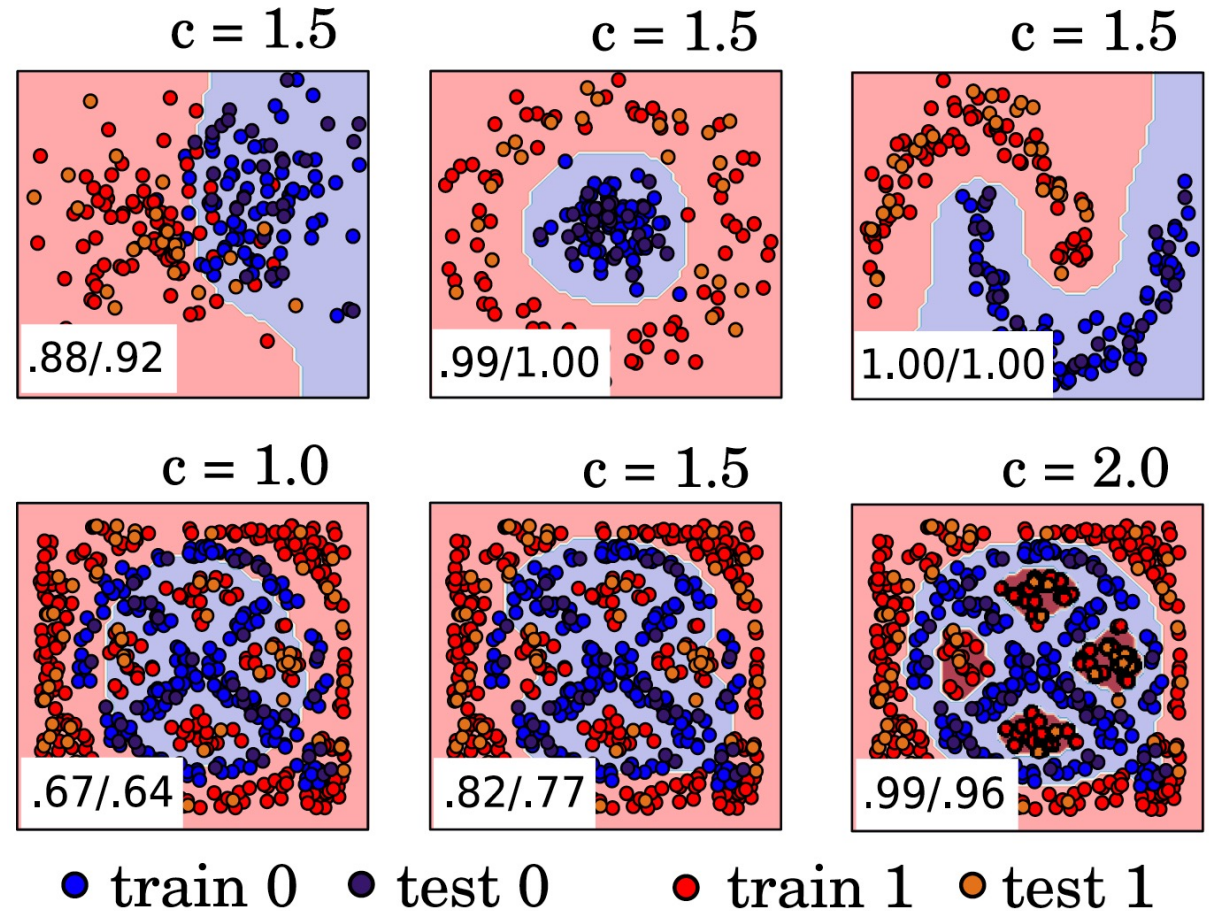 c = 1.5
c = 1.5
c = 1.5
.88/.92
.99/1.00
1.00/1.00
c = 1.0
c = 1.5
c = 2.0
.67/.64
.82/.77
.99/.96
train 0
test 0
train 1
test 1